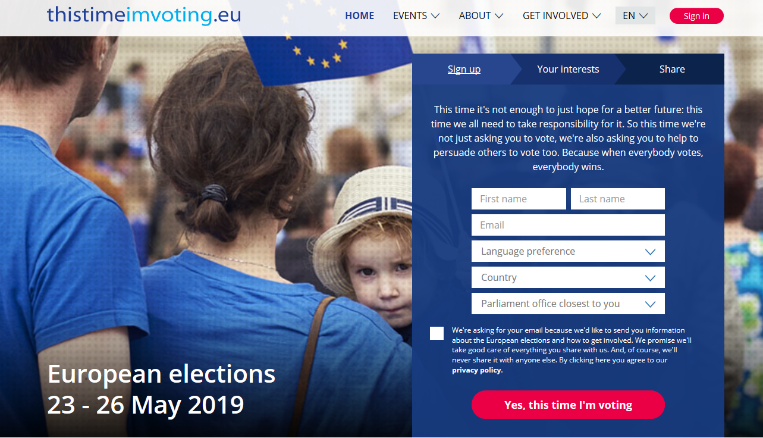 thistimeimvoting.eu
HOME EVENTS ABOUT GET INVOLVED EN Sign in
Sign up Your interests Share
This time it's not enough to just hope for a better future: this
time we all need to take responsibility for it. So this time we're
not just asking you to vote, we're also asking you to help to
persuade others to vote too. Because when everybody votes,
everybody wins.
First name Last name
Email
Language preference
Country
Parliament office closest to you
We're asking for your email because we'd like to send you information
about the European elections and how to get involved. We promise we'll
take good care of everything you share with us. And, of course, we'll
never share it with anyone else. By clicking here you agree to our
privacy policy.
Yes, this time I'm voting
European elections
23 - 26 May 2019